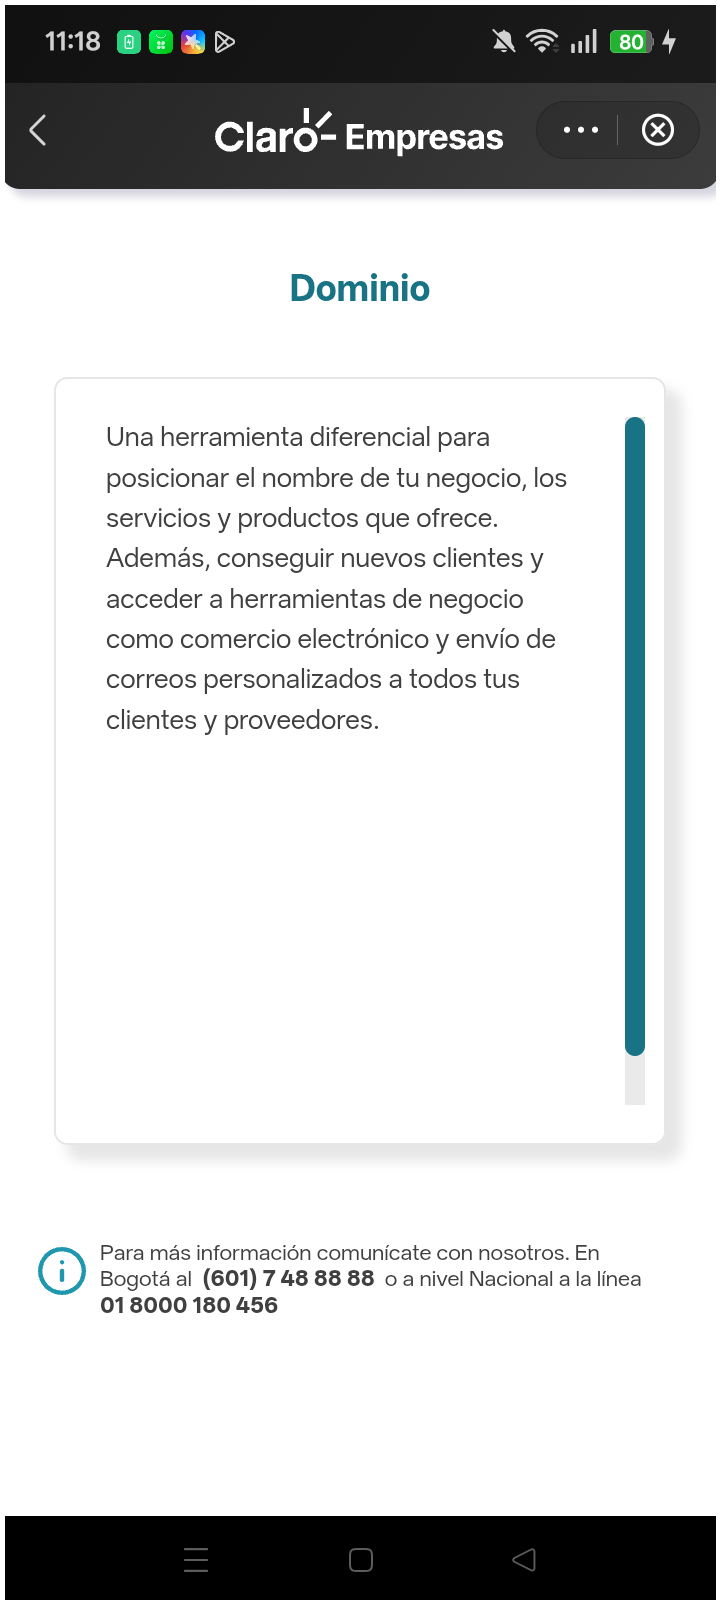 11:18
80
Claro Empresas
Dominio
Una herramienta diferencial para
posicionar el nombre de tu negocio, los
servicios y productos que ofrece.
Además, conseguir nuevos clientes y
acceder a herramientas de negocio
como comercio electrónico y envío de
correos personalizados a todos tus
clientes y proveedores.
Para más información comunícate con nosotros. En
Bogotá al (601) 7 48 88 88 o a nivel Nacional a la línea
01 8000 180 456